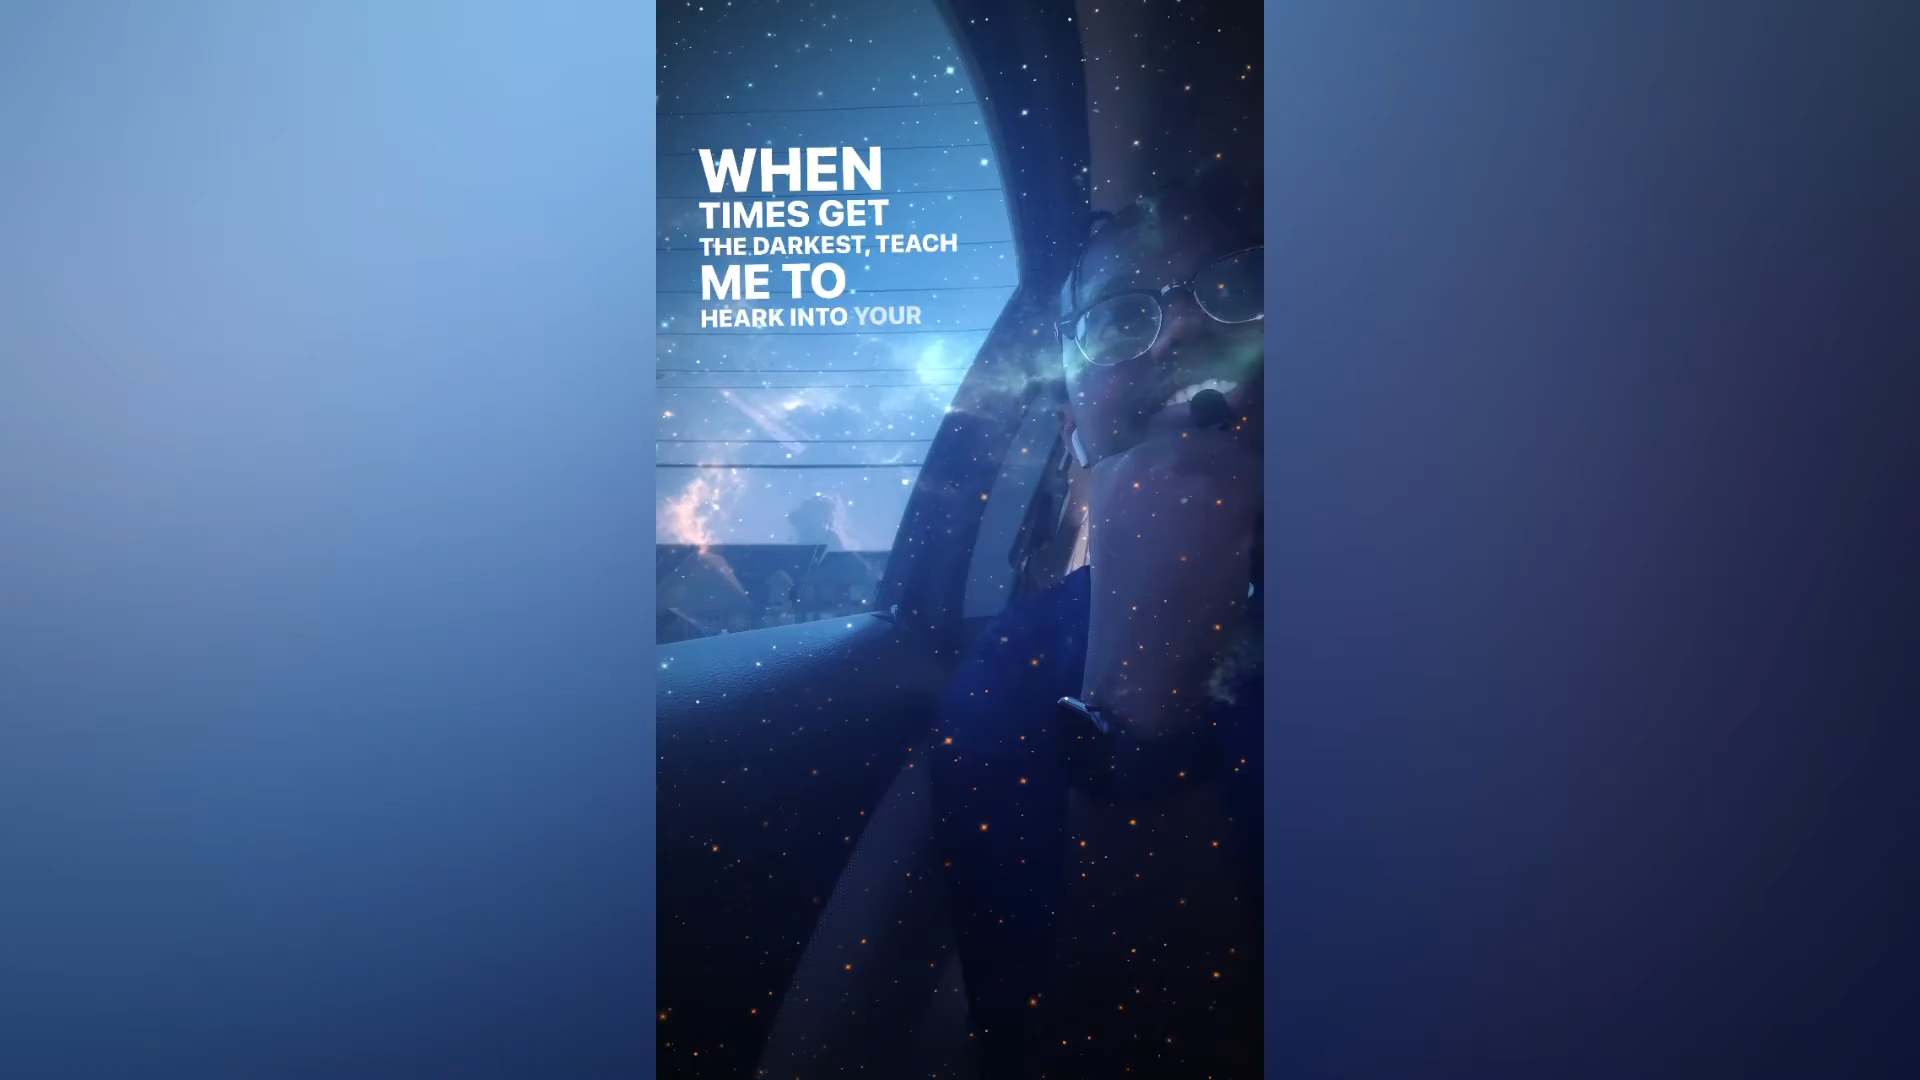 WHEN
TIMES GET
THE DARKEST, TEACH
ME TO
HEARK INTO YOUR